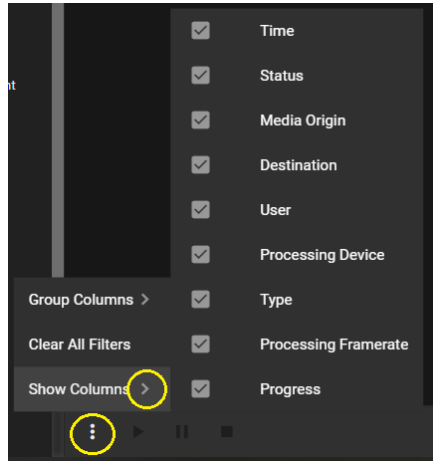 Time
Status
nt
Media Origin
Destination
User
Processing Device
Group Columns
Type
Clear All Filters
Processing Framerate
Show Columns
Progress